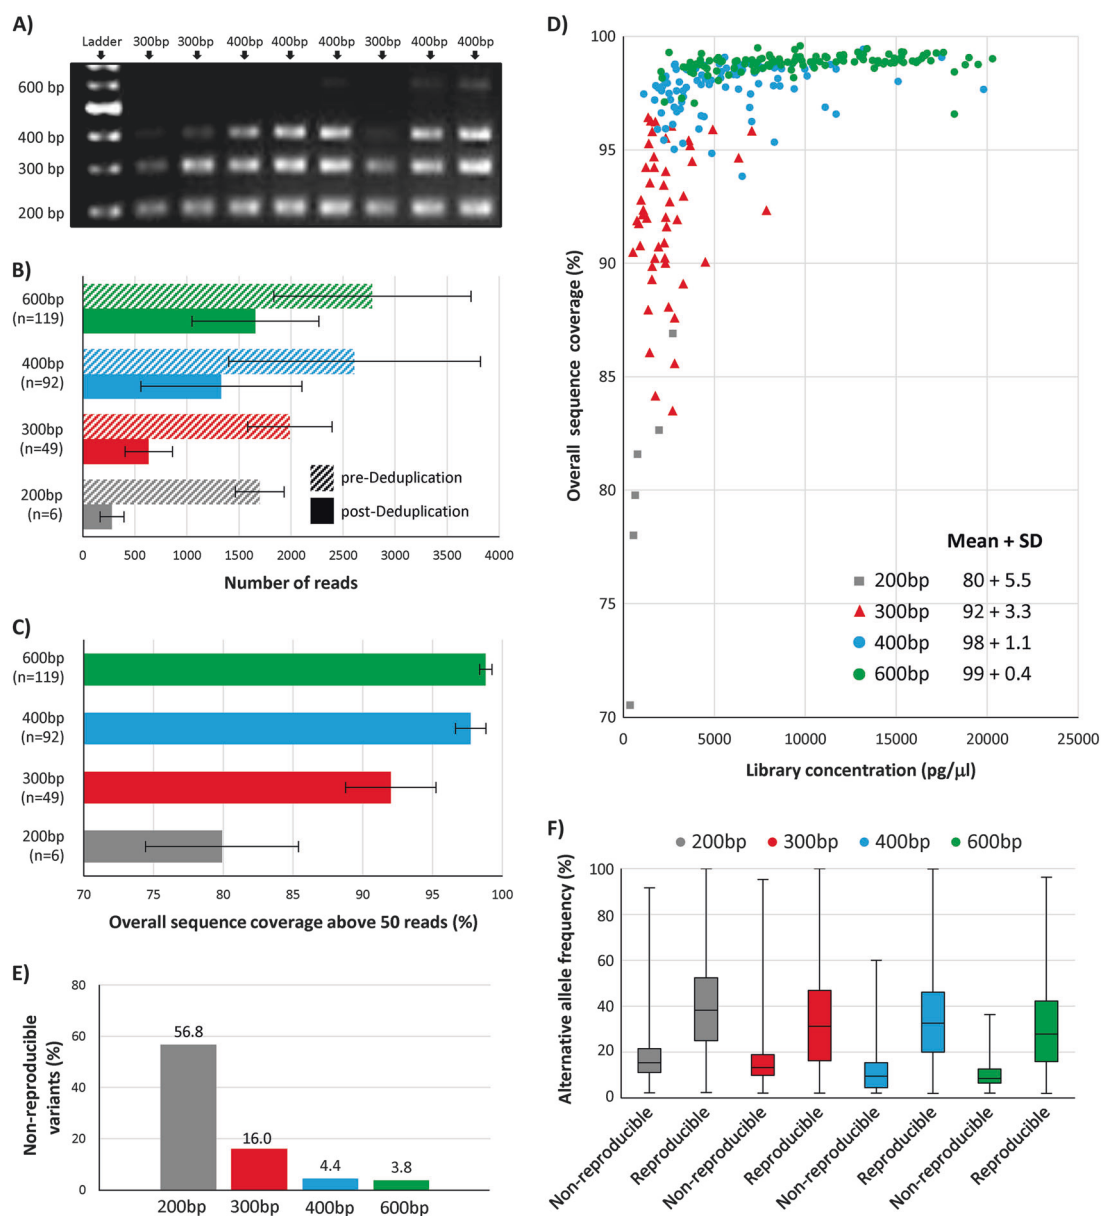 A)
Ladder 300bp 300bp 400bp 400bp 400bp 300bp 400bp 400bp
600 bp
400 bp
300 bp
200 bp
B)
600bp
(n=119)
400bp
(n=92)
300bp
(n=49)
200bp
(n=6)
pre-Deduplication
post-Deduplication
0 500 1000 1500 2000 2500 3000 3500 4000
Number of reads
C)
600bp
(n=119)
400bp
(n=92)
300bp
(n=49)
200bp
(n=6)
70 75 80 85 90 95 100
Overall sequence coverage above 50 reads (%)
D)
Overall sequence coverage (%)
100
95
90
85
80
75
70
Mean + SD
200bp 80 + 5.5
300bp 92 + 3.3
400bp 98 + 1.1
600bp 99 + 0.4
0 5000 10000 15000 20000 25000
Library concentration (pg/µl)
E)
Non-reproducible
variants (%)
80
60
40
20
0
56.8
16.0
4.4
3.8
200bp 300bp 400bp 600bp
F)
200bp 300bp 400bp 600bp
Alternative allele frequency (%)
100
80
60
40
20
0
Non-reproducible
Reproducible
Non-reproducible
Reproducible
Non-reproducible
Reproducible
Non-reproducible
Reproducible